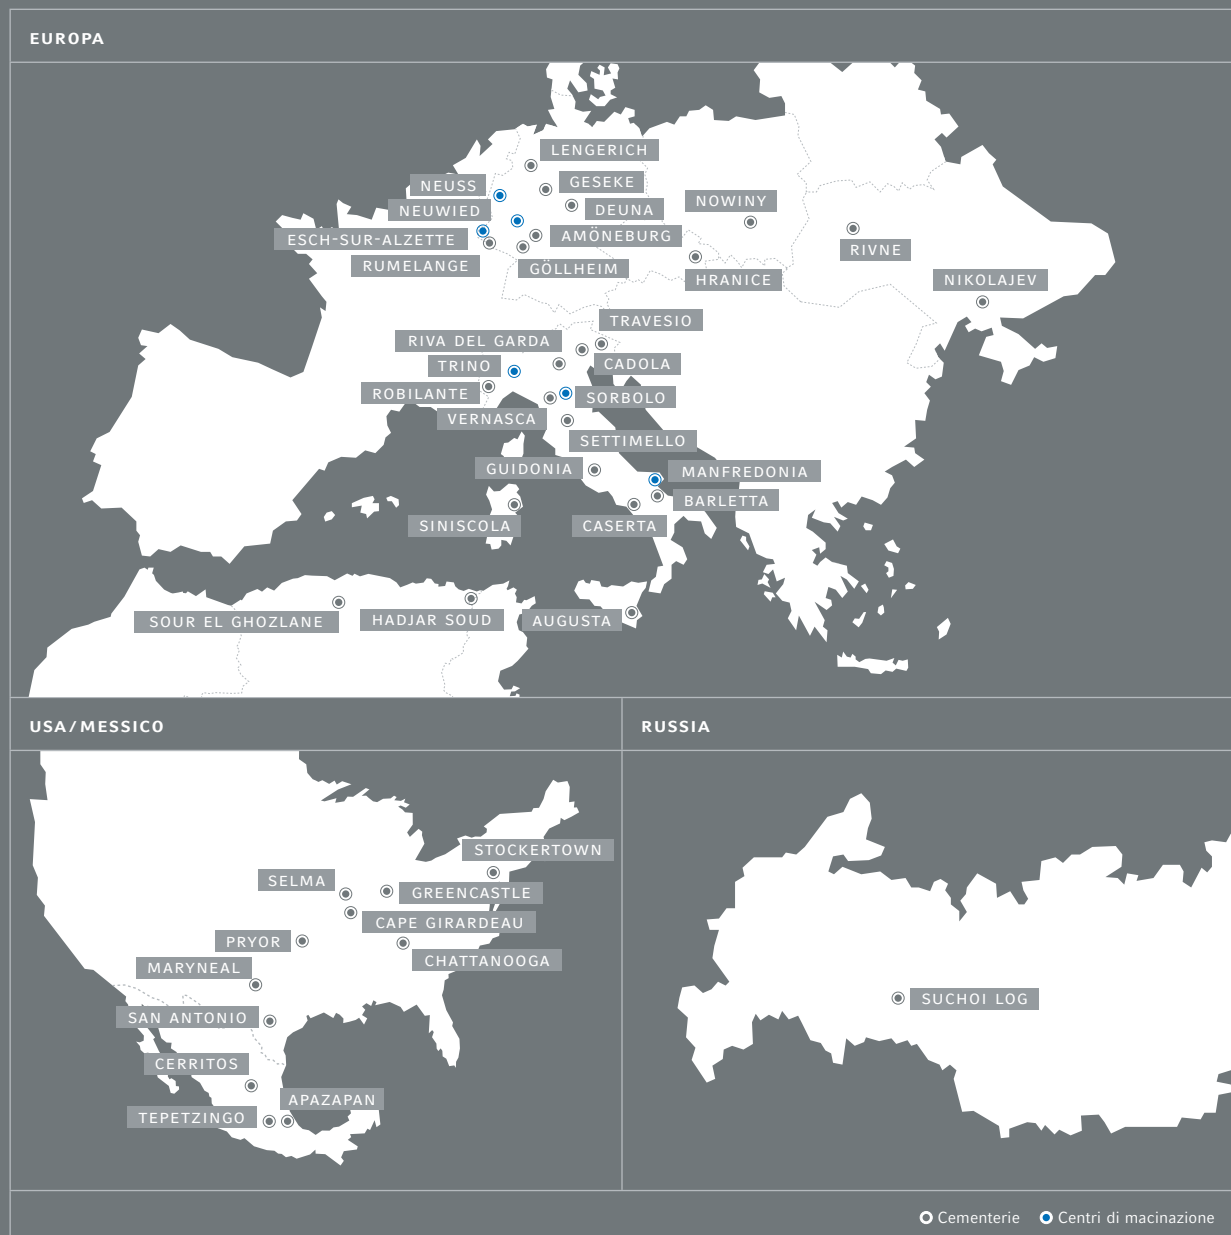 EUROPA
LENGERICH
GESEKE
NEUSS
DEUNA
NOWINY
NEUWIED
AMÖNEBURG
ESCH-SUR-ALZETTE
RIVNE
RUMELANGE
GÖLLHEIM
HRANICE
NIKOLAJEV
TRAVESIO
RIVA DEL GARDA
TRINO
CADOLA
ROBILANTE
SORBOLO
VERNASCA
SETTIMELLO
GUIDONIA
MANFREDONIA
BARLETTA
SINISCOLA
CASERTA
SOUR EL GHOZLANE
HADJAR SOUD
AUGUSTA
USA/MESSICO
STOCKERTOWN
SELMA
GREENCASTLE
CAPE GIRARDEAU
PRYOR
CHATTANOOGA
MARYNEAL
SAN ANTONIO
CERRITOS
APAZAPAN
TEPETZINGO
RUSSIA
SUCHOI LOG
Cementerie
Centri di macinazione